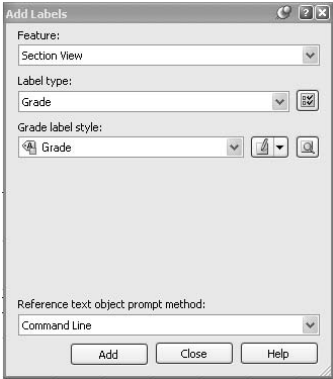 Add Labels
Feature:
Section View
Label type:
Grade
Grade label style:
Grade
Reference text object prompt method:
Command Line
Add Close Help